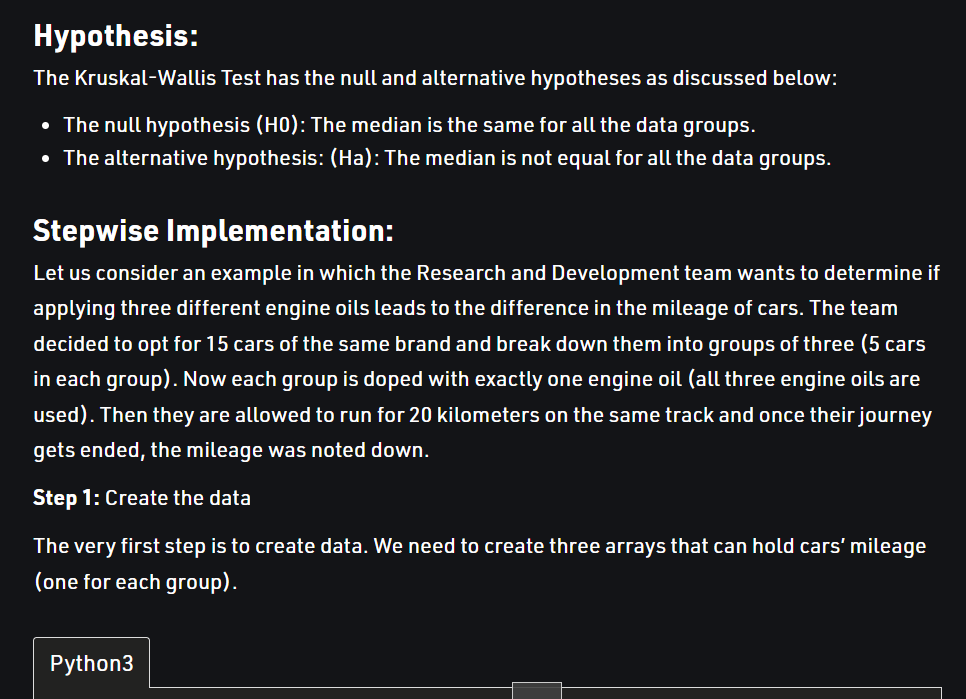 Hypothesis:
The Kruskal-Wallis Test has the null and alternative hypotheses as discussed below:
• The null hypothesis (H0): The median is the same for all the data groups.
• The alternative hypothesis: (Ha): The median is not equal for all the data groups.
Stepwise Implementation:
Let us consider an example in which the Research and Development team wants to determine if
applying three different engine oils leads to the difference in the mileage of cars. The team
decided to opt for 15 cars of the same brand and break down them into groups of three (5 cars
in each group). Now each group is doped with exactly one engine oil (all three engine oils are
used). Then they are allowed to run for 20 kilometers on the same track and once their journey
gets ended, the mileage was noted down.
Step 1: Create the data
The very first step is to create data. We need to create three arrays that can hold cars’ mileage
(one for each group).
Python3